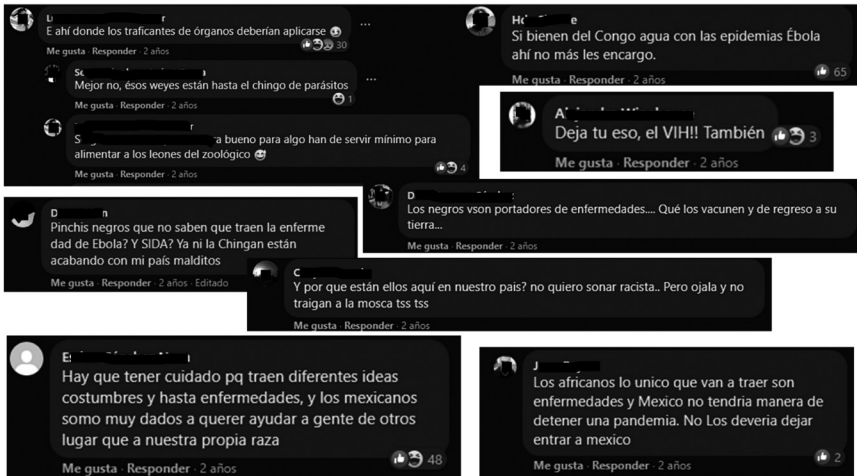 E ahí donde los traficantes de órganos deberían aplicarse
30
Me gusta · Responder · 2 años
Mejor no, ésos weyes están hasta el chingo de parásitos
1
Me gusta · Responder · 2 años
bueno para algo han de servir mínimo para
alimentar a los leones del zoológico
4
Me gusta · Responder · 2 años
Si bien del Congo agua con las epidemias Ébola
ahí no más les encargo.
65
Me gusta · Responder · 2 años
Deja tu eso, el VIH!! También
3
Me gusta · Responder · 2 años
D
Los negros vson portadores de enfermedades.... Qué los vacunen y de regreso a su
tierra...
Me gusta · Responder · 2 años
D
Pinchis negros que no saben que traen la enferme
dad de Ebola? Y SIDA? Ya ni la Chingan están
acabando con mi país malditos
Me gusta · Responder · 2 años · Editado
C
Y por que están ellos aquí en nuestro pais? no quiero sonar racista.. Pero ojala y no
traigan a la mosca tss tss
Me gusta · Responder · 2 años
Hay que tener cuidado pq traen diferentes ideas
costumbres y hasta enfermedades, y los mexicanos
somo muy dados a querer ayudar a gente de otros
lugar que a nuestra propia raza
48
Me gusta · Responder · 2 años
Los africanos lo unico que van a traer son
enfermedades y Mexico no tendria manera de
detener una pandemia. No Los deveria dejar
entrar a mexico
2
Me gusta · Responder · 2 años